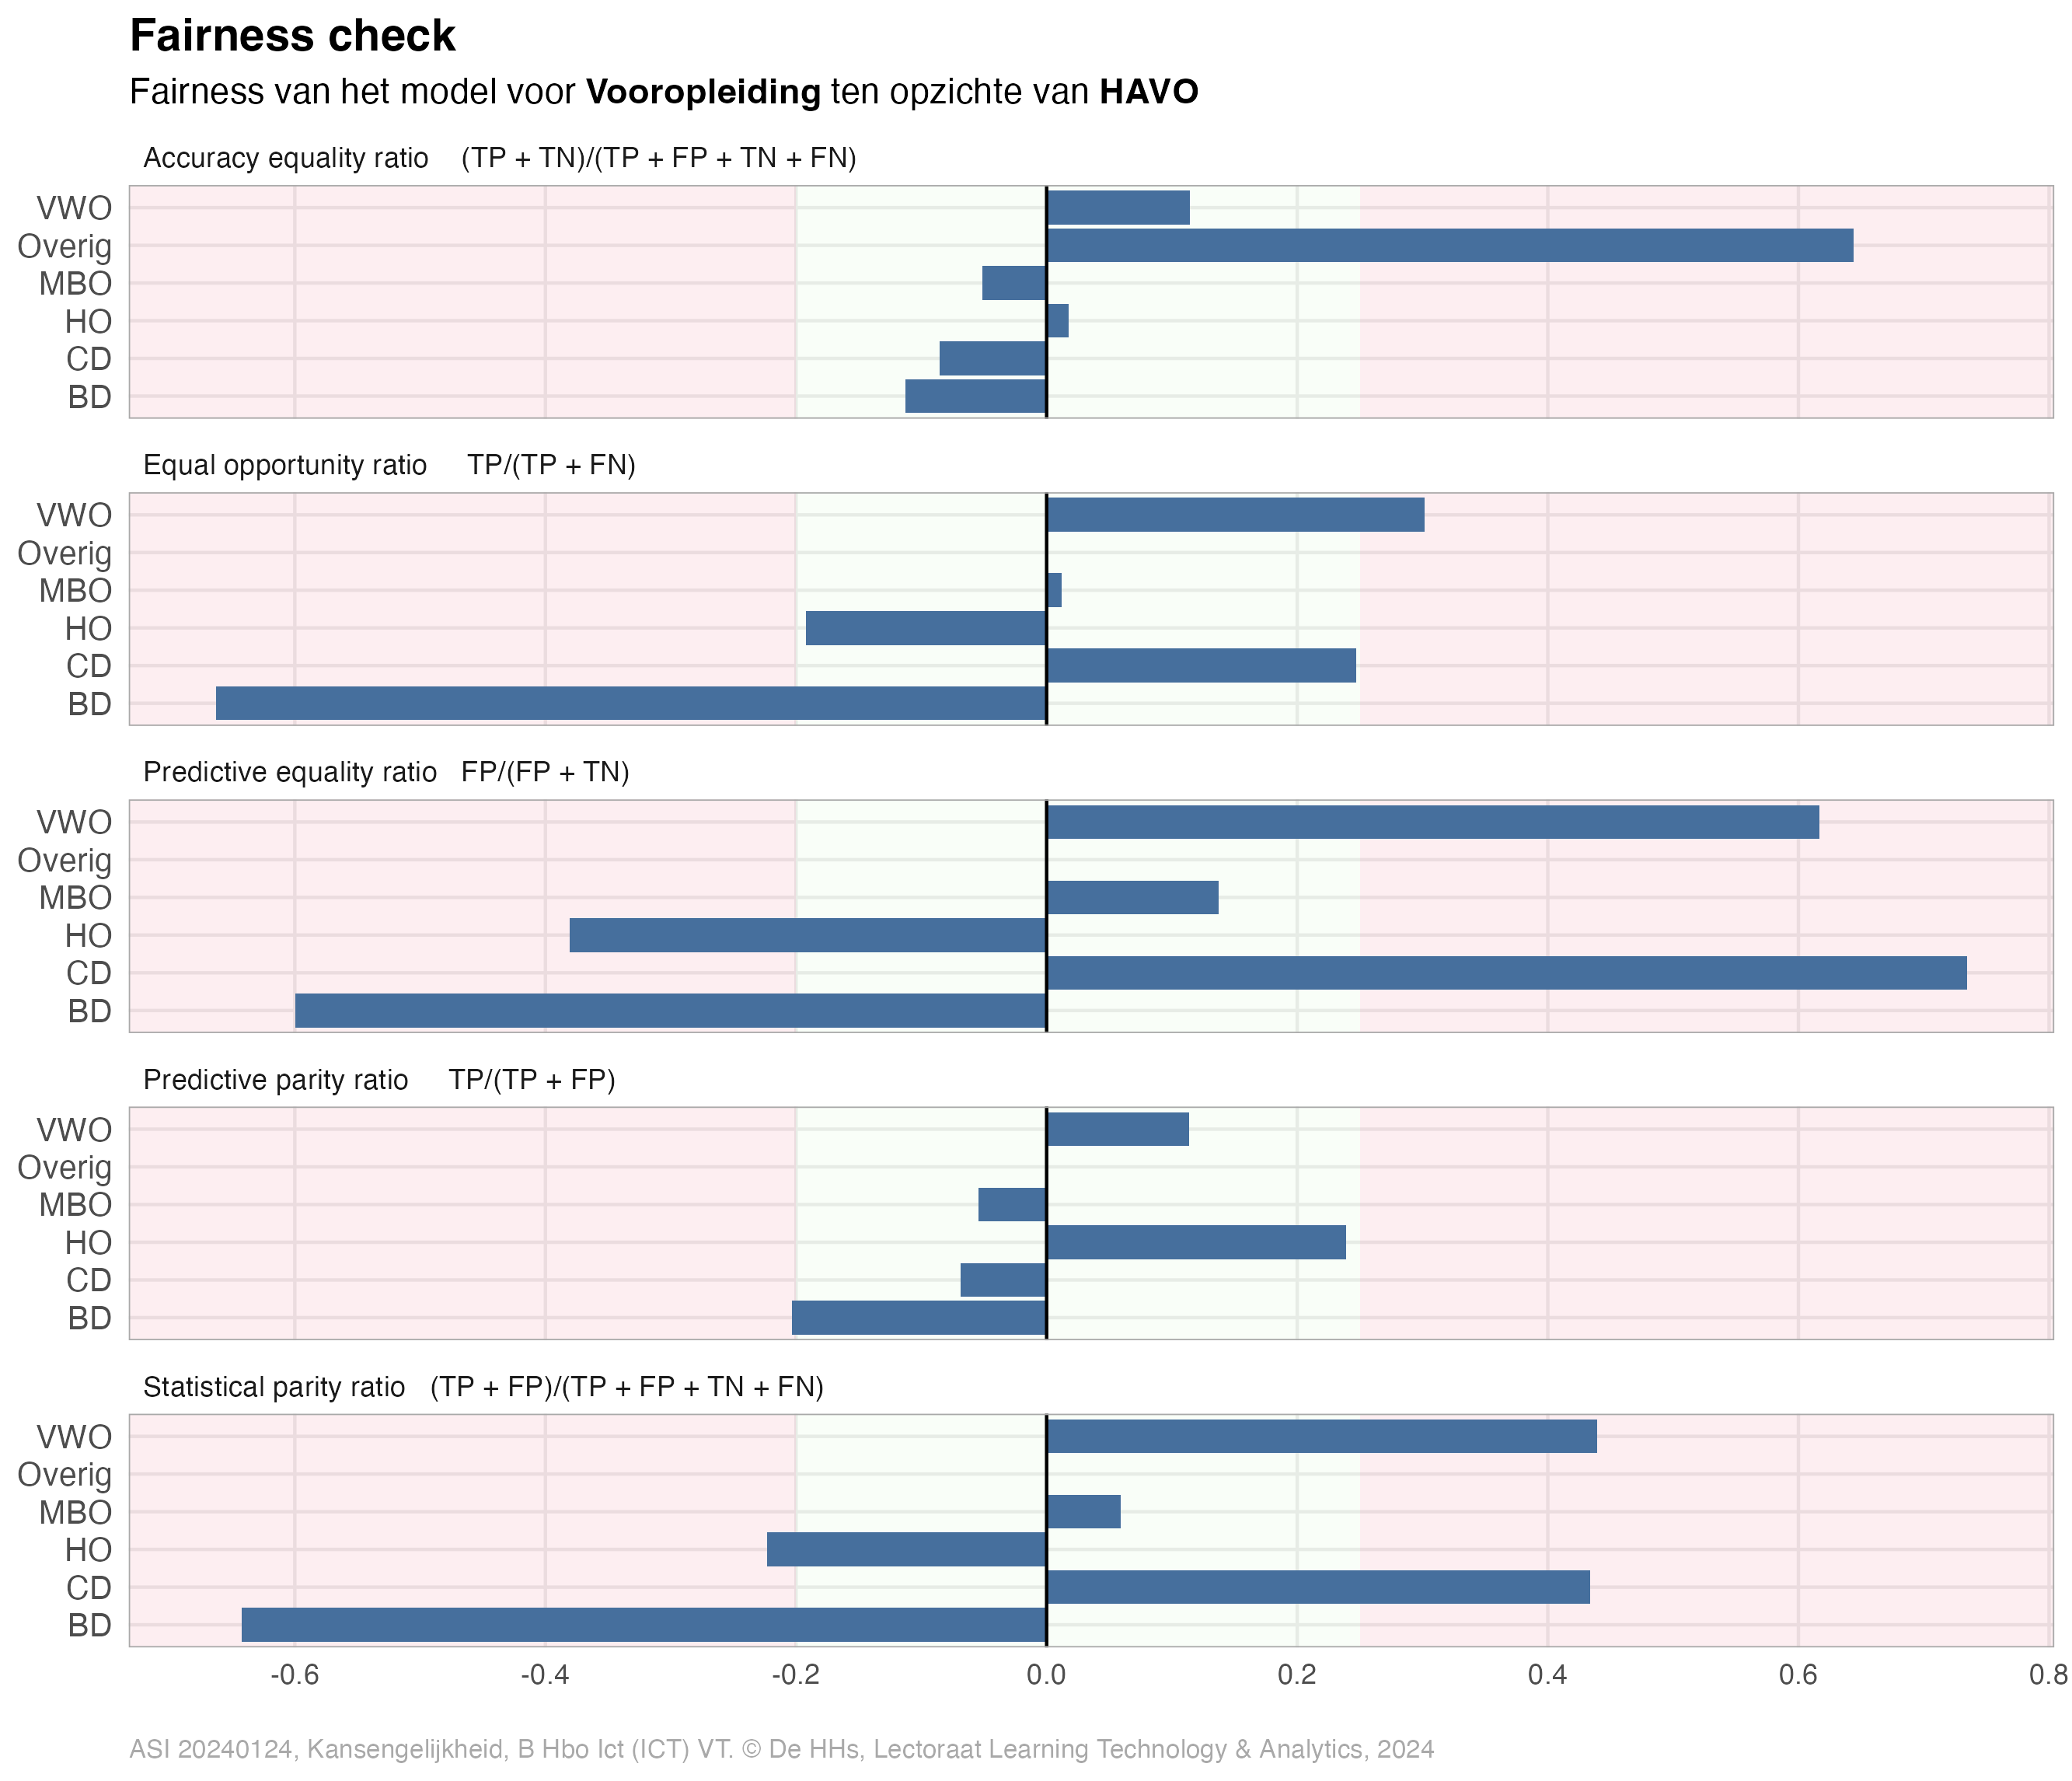 Fairness check
Fairness van het model voor Vooropleiding ten opzichte van HAVO
Accuracy equality ratio (TP + TN)/(TP + FP + TN + FN)
VWO
Overig
MBO
HO
CD
BD
Equal opportunity ratio TP/(TP + FN)
VWO
Overig
MBO
HO
CD
BD
Predictive equality ratio FP/(FP + TN)
VWO
Overig
MBO
HO
CD
BD
Predictive parity ratio TP/(TP + FP)
VWO
Overig
MBO
HO
CD
BD
Statistical parity ratio (TP + FP)/(TP + FP + TN + FN)
VWO
Overig
MBO
HO
CD
BD
-0.6 -0.4 -0.2 0.0 0.2 0.4 0.6 0.8
ASI 20240124, Kansengelijkheid, B Hbo Ict (ICT) VT. © De HHs, Lectoraat Learning Technology & Analytics, 2024